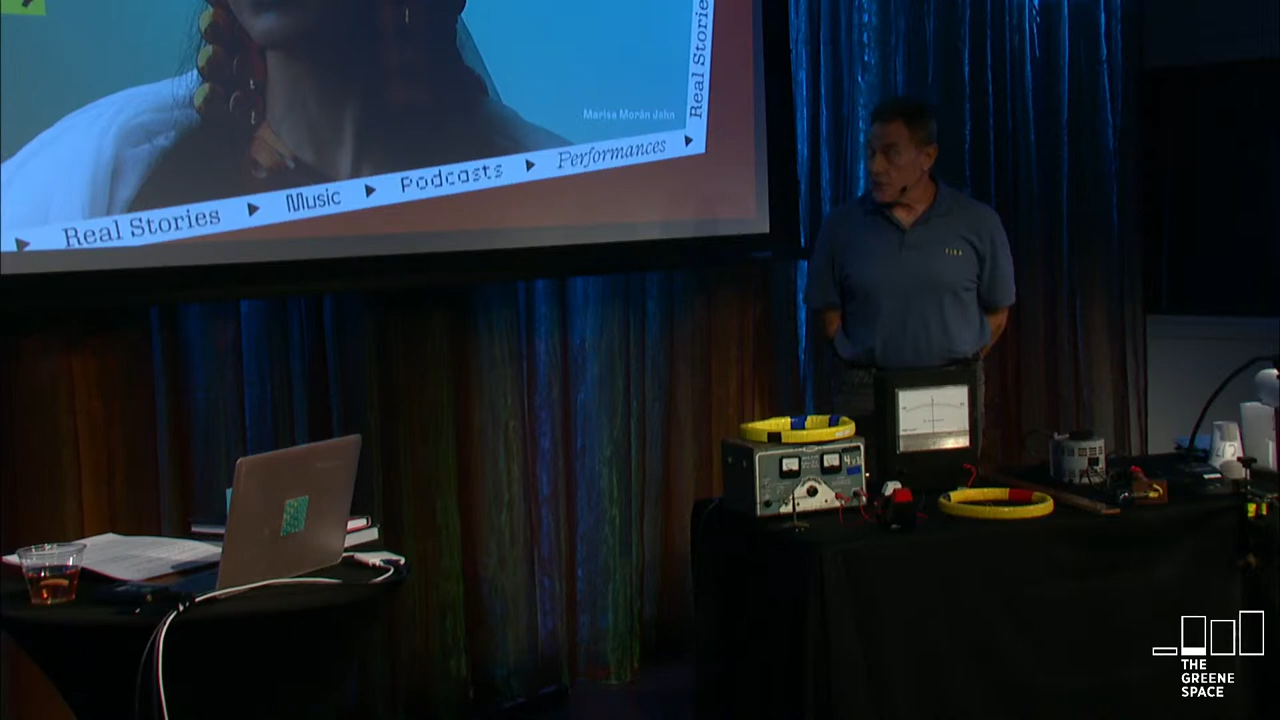 Real Stories
Marisa Morán Jahn
Real Stories ▸ Music ▸ Podcasts ▸ Performances ▸
THE
GREENE
SPACE